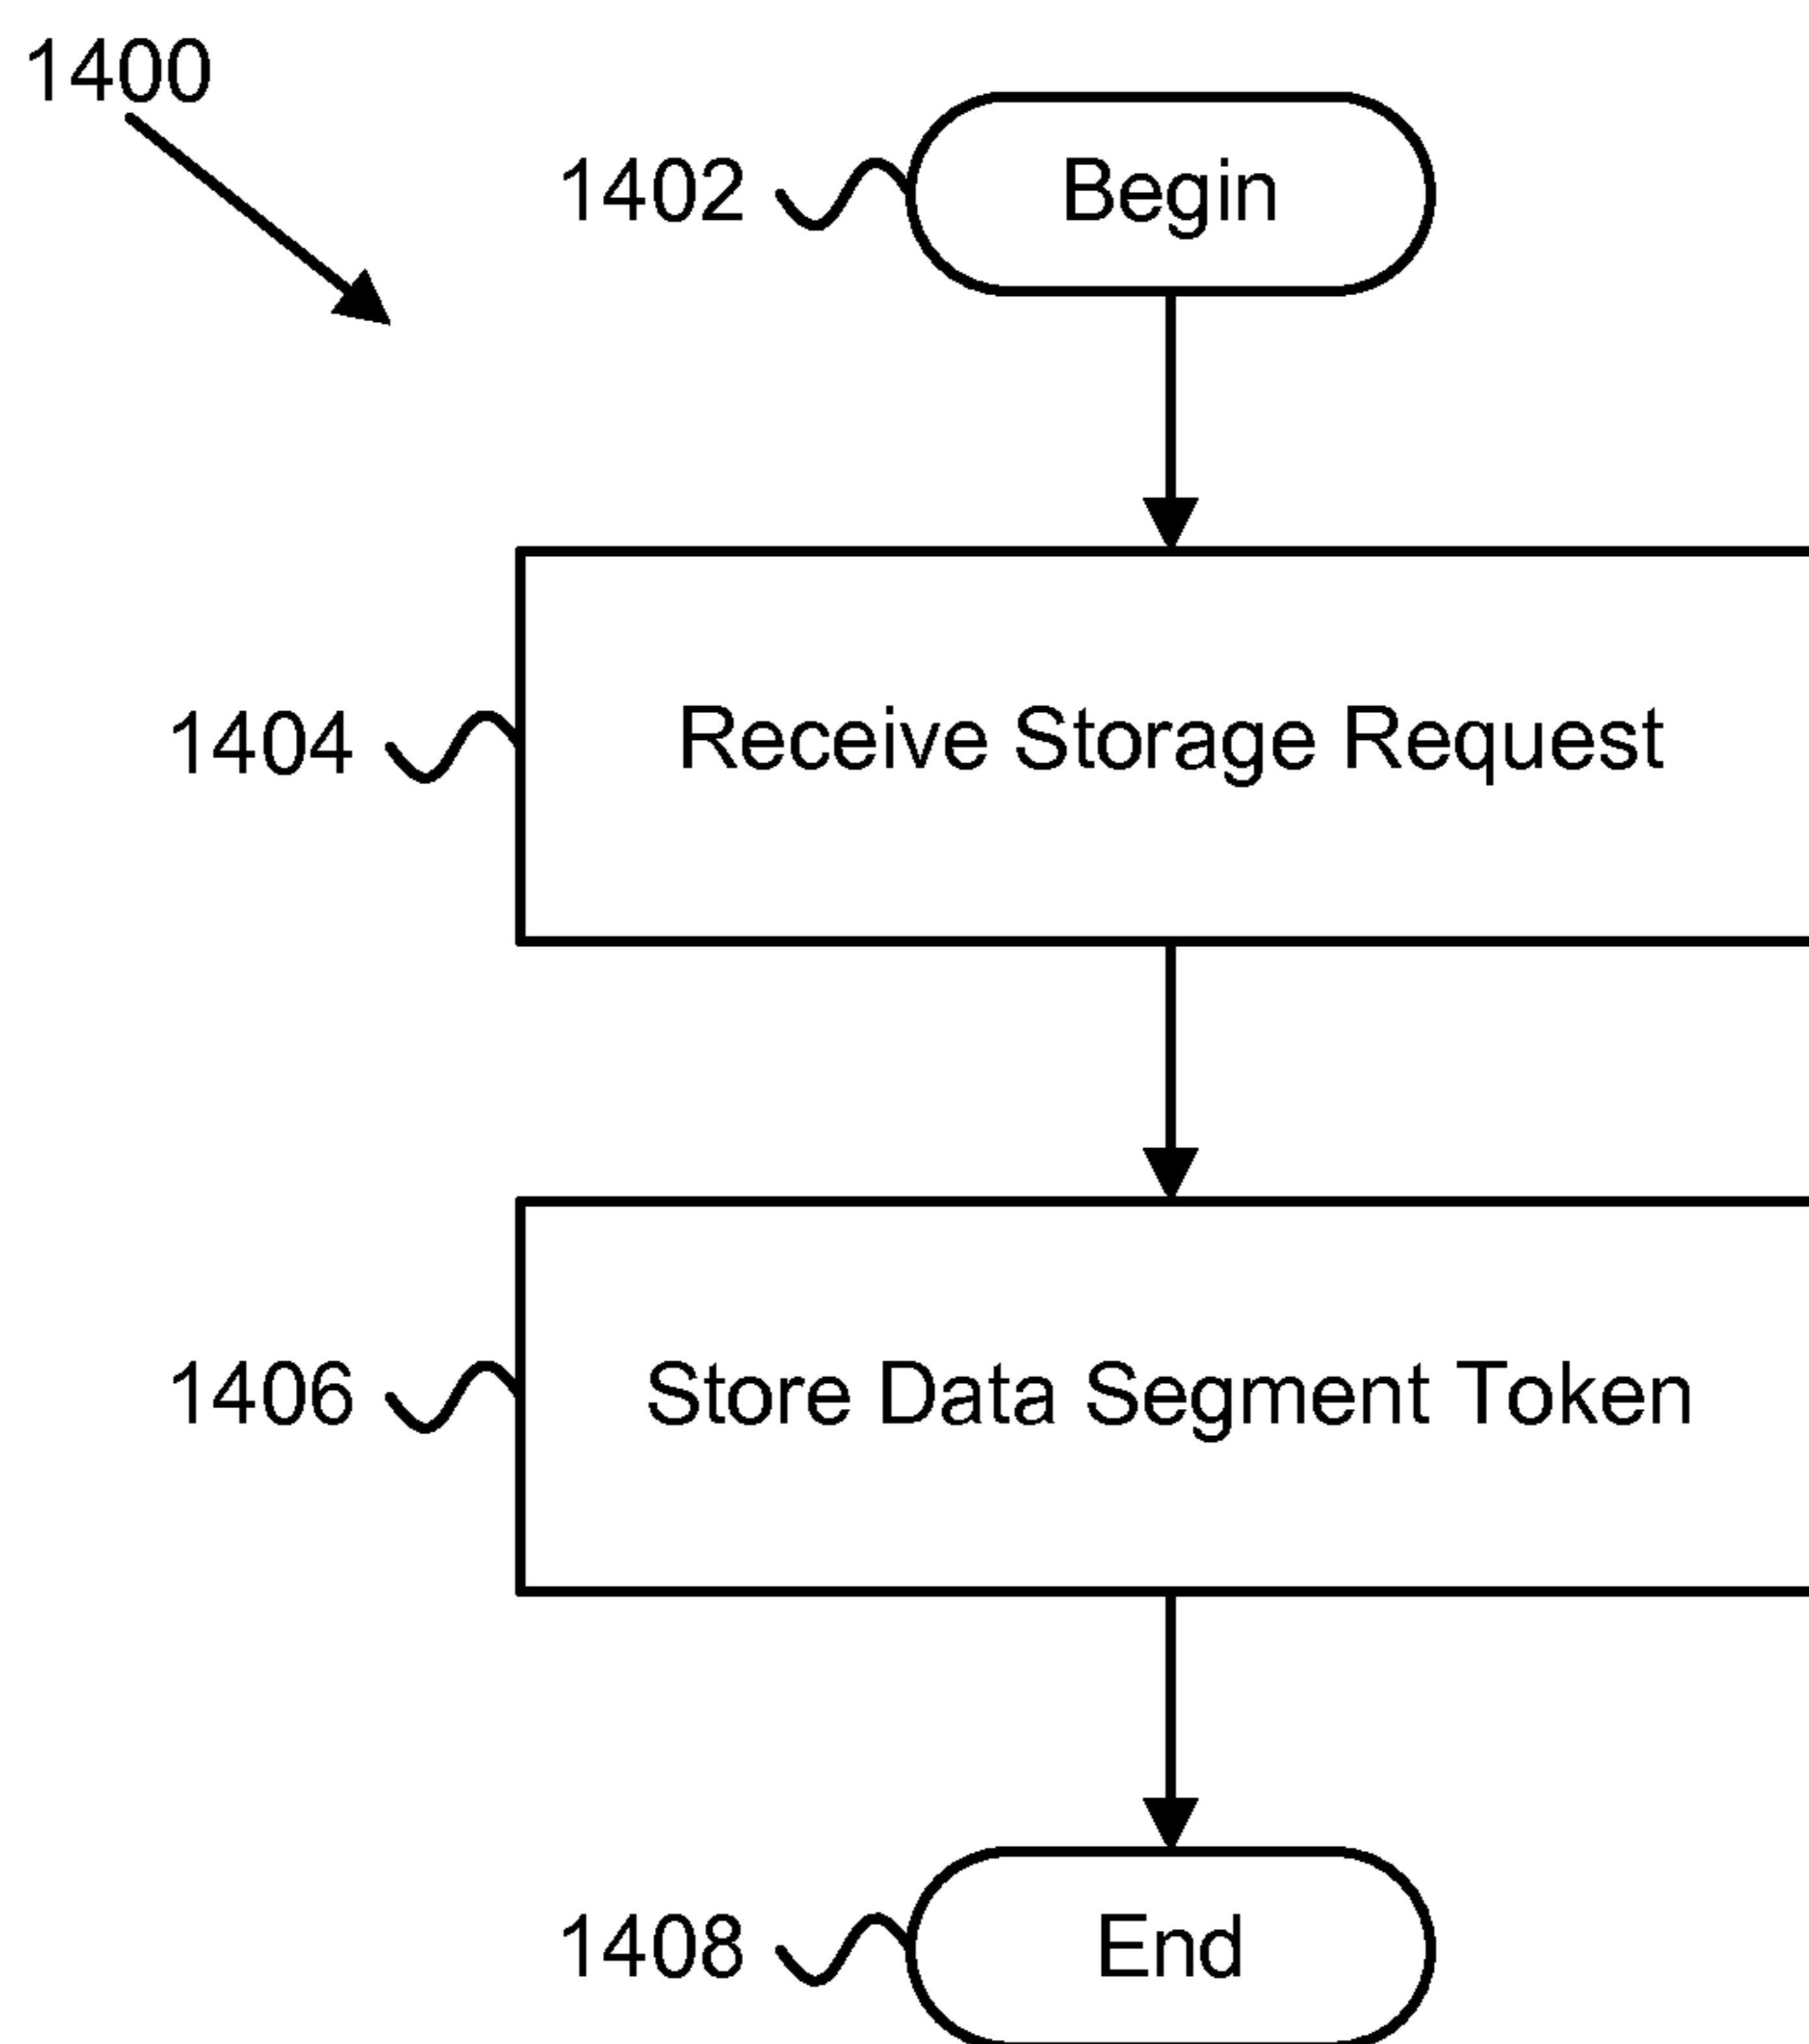 1400
1402 Begin
1404 Receive Storage Request
1406 Store Data Segment Token
1408 End